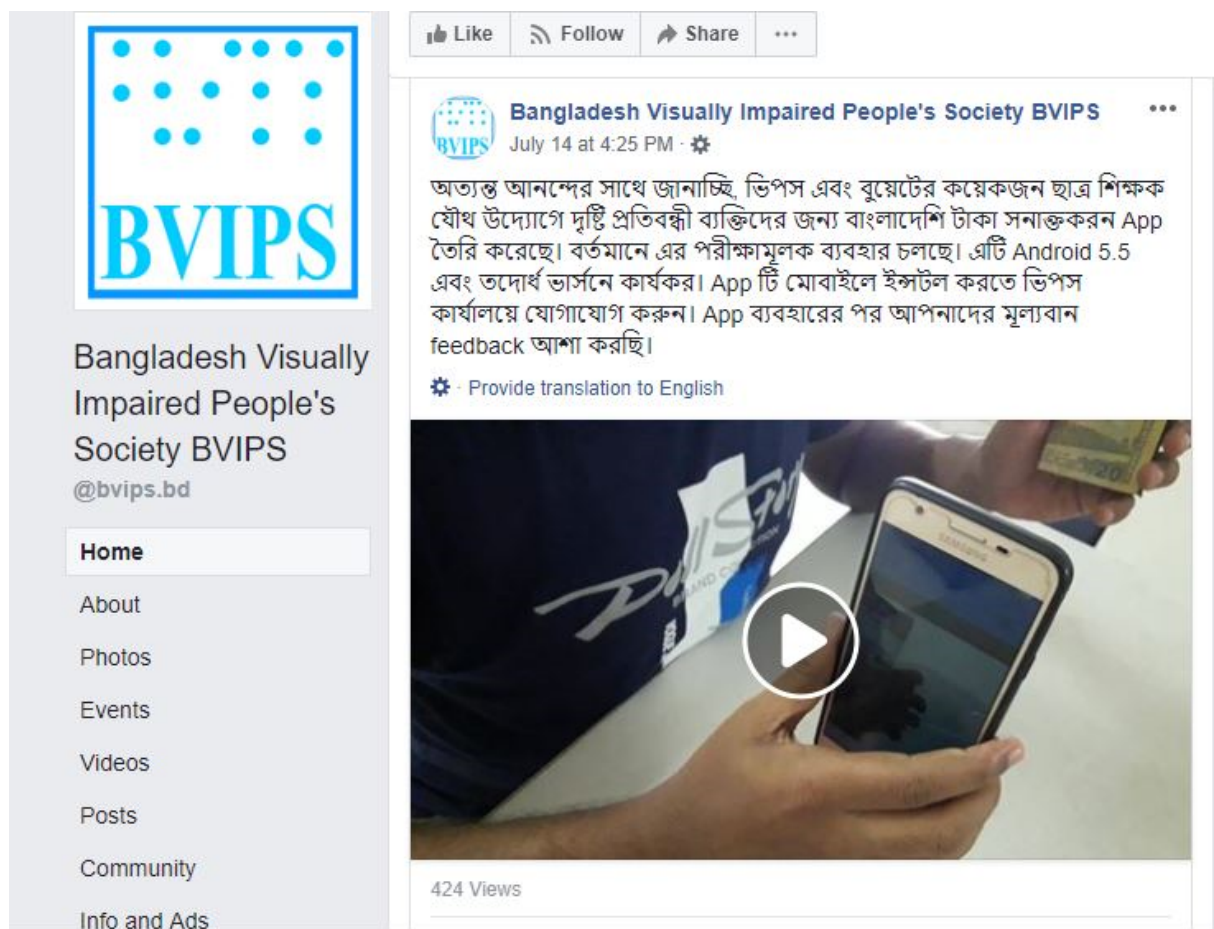 BVIPS
Bangladesh Visually
Impaired People's
Society BVIPS
@bvips.bd
Home
About
Photos
Events
Videos
Posts
Community
Info and Ads
Like
Follow
Share
BVIPS
Bangladesh Visually Impaired People's Society BVIPS
July 14 at 4:25 PM ·
অত্যন্ত আনন্দের সাথে জানাচ্ছি, ভিপস এবং বুয়েটের কয়েকজন ছাত্র শিক্ষক
যৌথ উদ্যোগে দৃষ্টি প্রতিবন্ধী ব্যক্তিদের জন্য বাংলাদেশি টাকা সনাক্তকরন App
তৈরি করেছে। বর্তমানে এর পরীক্ষামূলক ব্যবহার চলছে। এটি Android 5.5
এবং তদোর্ধ ভার্সনে কার্যকর। App টি মোবাইলে ইন্সটল করতে ভিপস
কার্যালয়ে যোগাযোগ করুন। App ব্যবহারের পর আপনাদের মূল্যবান
feedback আশা করছি।
· Provide translation to English
SAMSUNG
20
424 Views